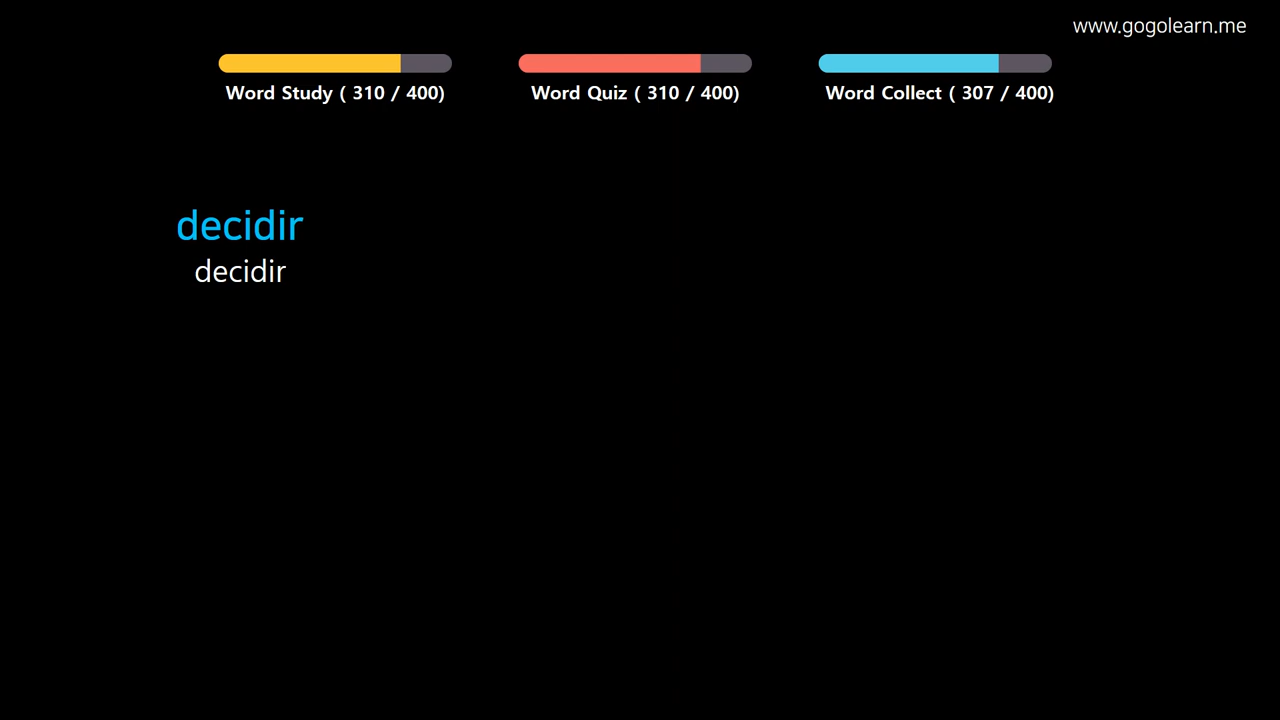 www.gogolearn.me
Word Study ( 310 / 400)
Word Quiz ( 310 / 400)
Word Collect ( 307 / 400)
decidir
decidir